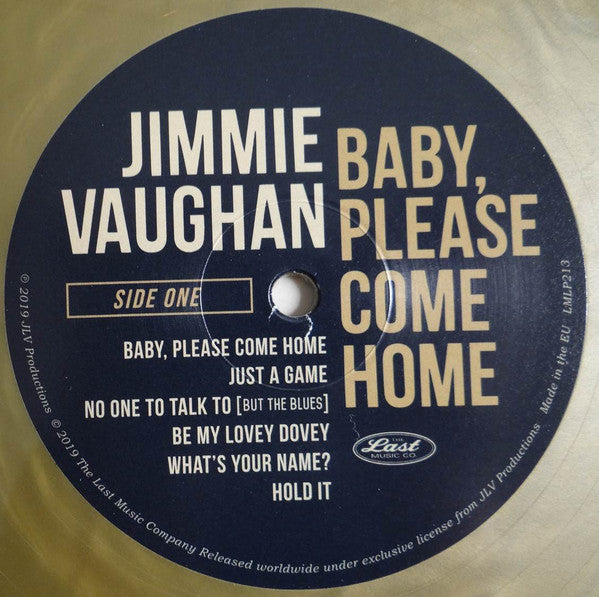 JIMMIE
VAUGHAN
BABY,
PLEASE
COME
HOME
SIDE ONE
BABY, PLEASE COME HOME
JUST A GAME
NO ONE TO TALK TO [BUT THE BLUES]
BE MY LOVEY DOVEY
WHAT'S YOUR NAME?
HOLD IT
THE
Last
MUSIC CO.
℗ 2019 JLV Productions © 2019 The Last Music Company Released worldwide under exclusive license from JLV Productions Made in the EU LMLP213